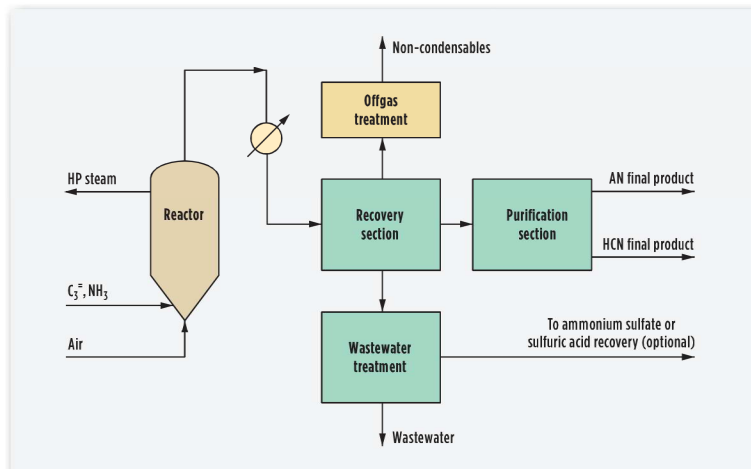 Non-condensables
Offgas
treatment
HP steam
Reactor
Recovery
section
Purification
section
AN final product
HCN final product
C₃⁼, NH₃
Air
Wastewater
treatment
To ammonium sulfate or
sulfuric acid recovery (optional)
Wastewater